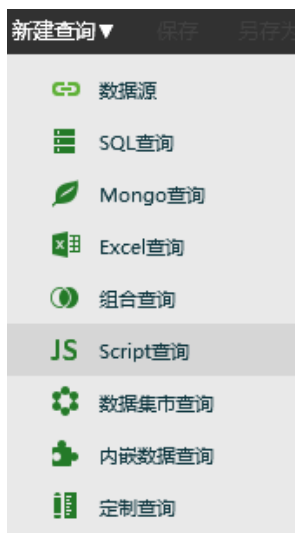 新建查询▼ 保存 另存为
数据源
SQL查询
Mongo查询
Excel查询
组合查询
JS Script查询
数据集市查询
内嵌数据查询
定制查询